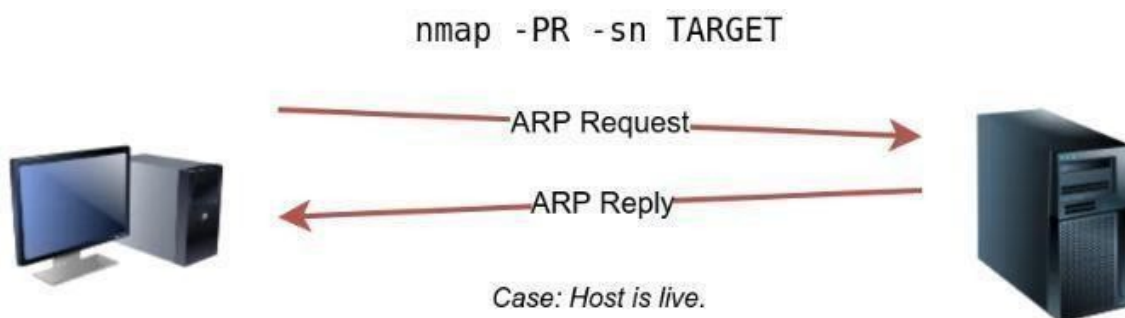 nmap -PR -sn TARGET
ARP Request
ARP Reply
Case: Host is live.